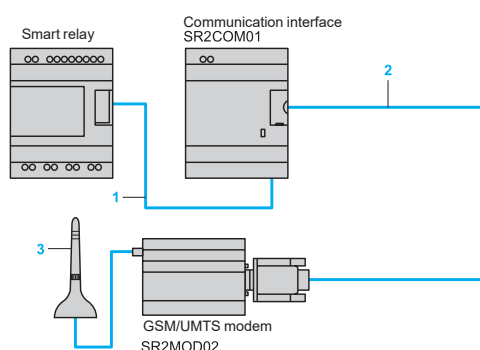 Communication interface
SR2COM01
Smart relay
2
1
3
GSM/UMTS modem
SR2MOD02